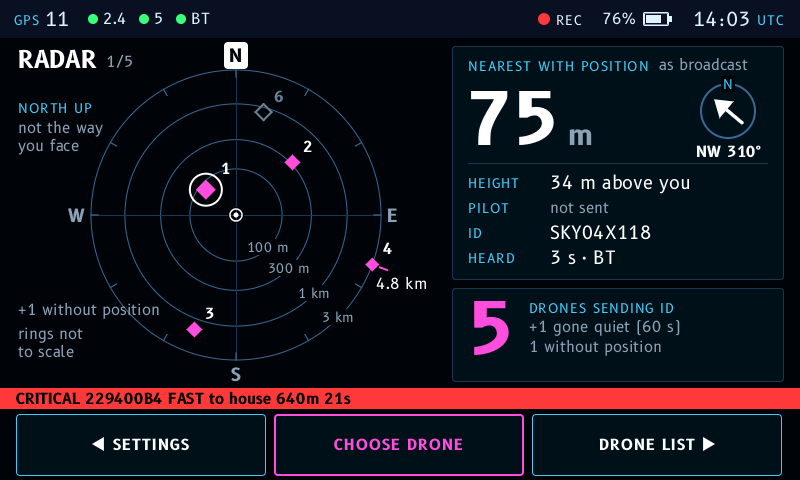 GPS 11 2.4 5 BT REC 76% 14:03 UTC
RADAR 1/5
N
NORTH UP
not the way
you face
6
2
1
W
E
100 m
300 m
1 km
3 km
4
4.8 km
+1 without position
3
rings not
to scale
S
NEAREST WITH POSITION as broadcast
75 m
N
NW 310°
HEIGHT 34 m above you
PILOT not sent
ID SKY04X118
HEARD 3 s · BT
5
DRONES SENDING ID
+1 gone quiet (60 s)
1 without position
CRITICAL 229400B4 FAST to house 640m 21s
◀ SETTINGS
CHOOSE DRONE
DRONE LIST ▶